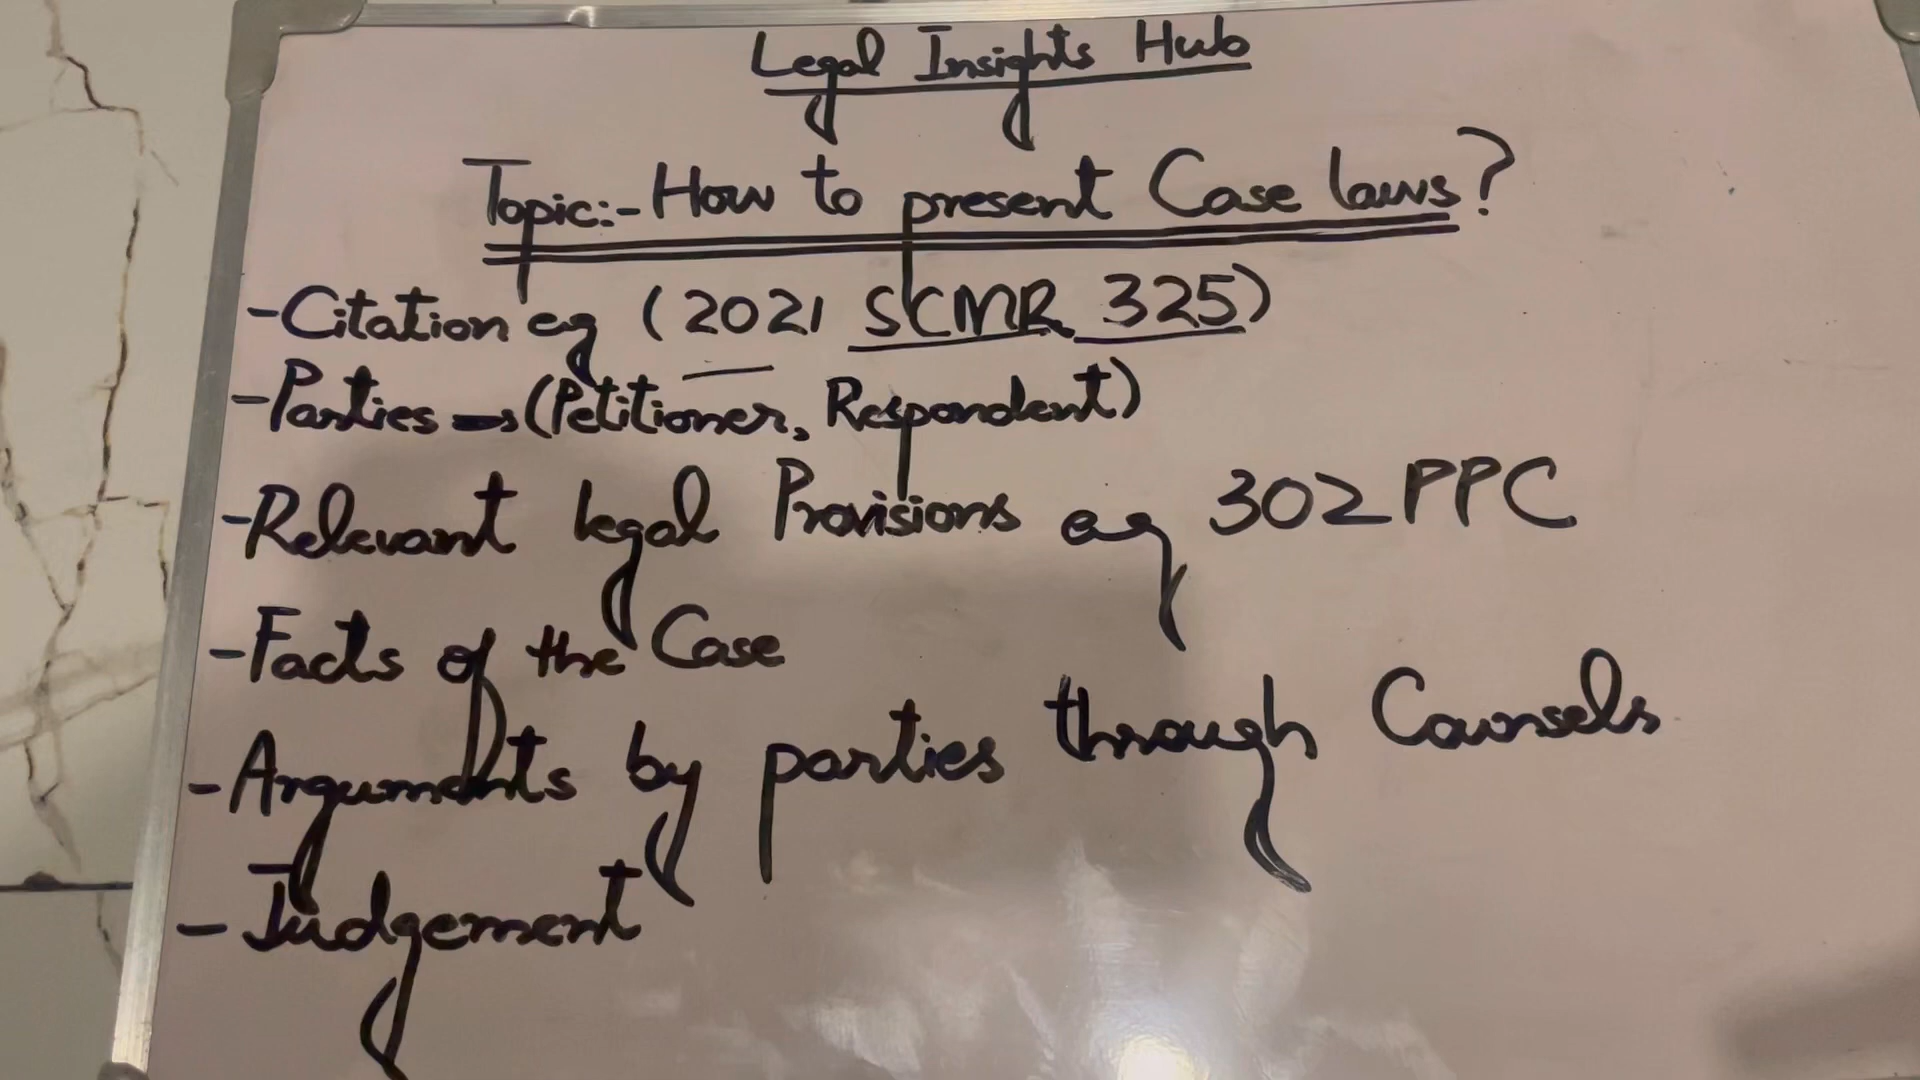 Legal Insights Hub
Topic:- How to present Case laws?
- Citation eg (2021 SCMR 325)
- Parties → (Petitioner, Respondent)
- Relevant legal Provisions eg 302 PPC
- Facts of the Case
- Arguments by parties through Counsels
- Judgement